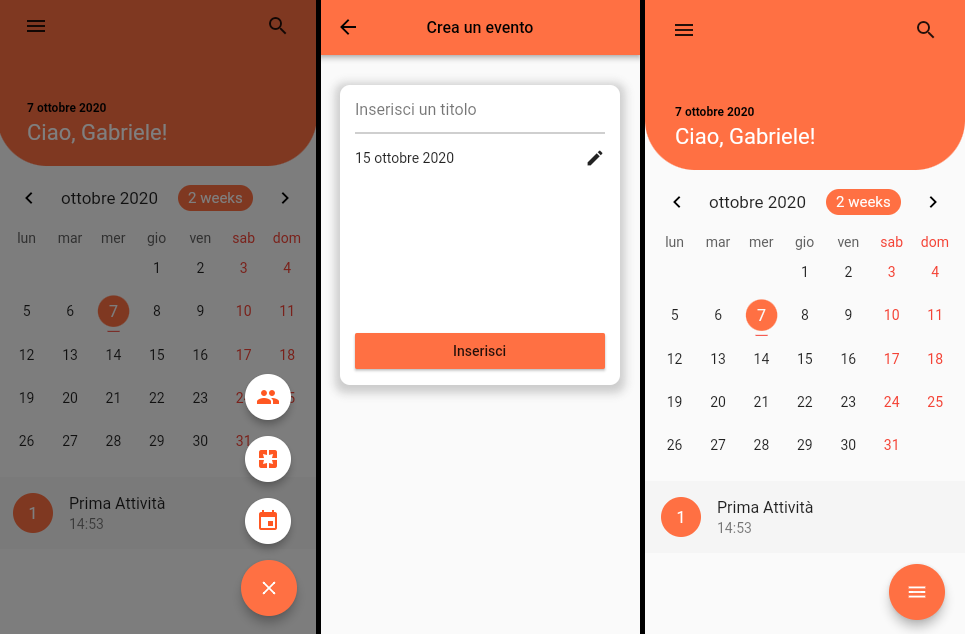 7 ottobre 2020
Ciao, Gabriele!
ottobre 2020 2 weeks
lun mar mer gio ven sab dom
1 2 3 4
5 6 7 8 9 10 11
12 13 14 15 16 17 18
19 20 21 22 23
26 27 28 29 30 31
1 Prima Attività
14:53
Crea un evento
Inserisci un titolo
15 ottobre 2020
Inserisci
7 ottobre 2020
Ciao, Gabriele!
ottobre 2020 2 weeks
lun mar mer gio ven sab dom
1 2 3 4
5 6 7 8 9 10 11
12 13 14 15 16 17 18
19 20 21 22 23 24 25
26 27 28 29 30 31
1 Prima Attività
14:53